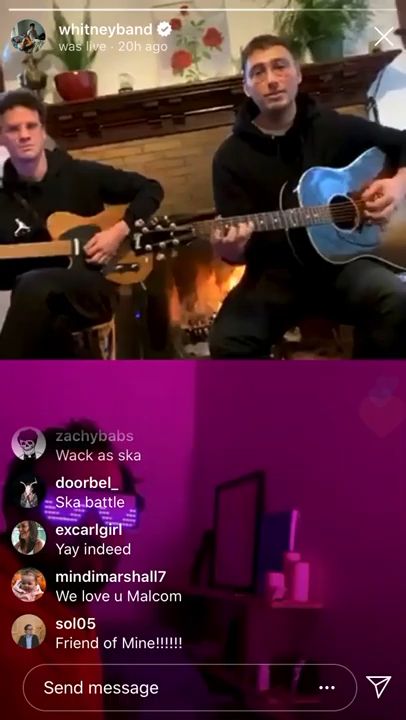 whitneyband
was live · 20h ago
zachybabs
Wack as ska
doorbel_
Ska battle
excarlgirl
Yay indeed
mindimarshall7
We love u Malcom
sol05
Friend of Mine!!!!!!
Send message